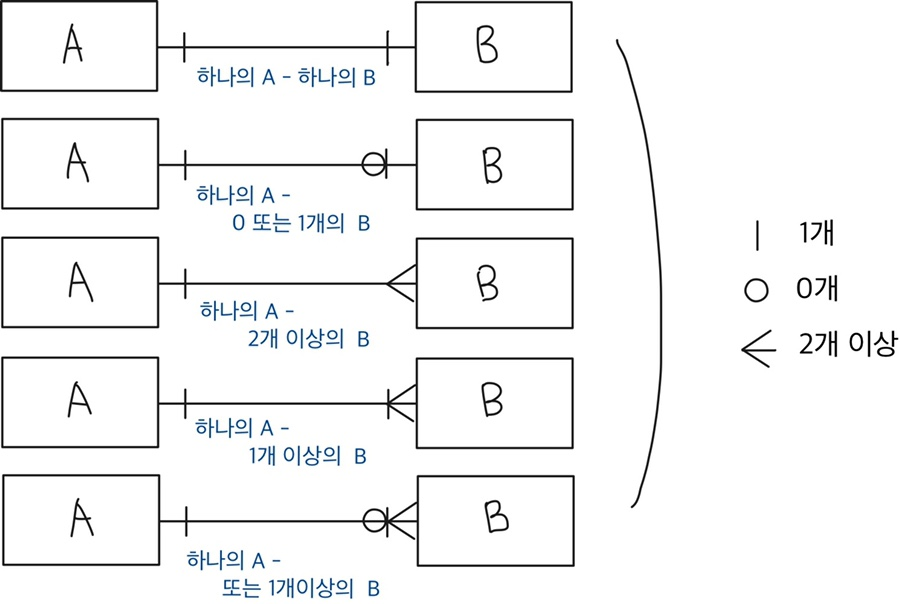 A
B
하나의 A - 하나의 B
A
B
하나의 A -
0 또는 1개의 B
A
B
하나의 A -
2개 이상의 B
A
B
하나의 A -
1개 이상의 B
A
B
하나의 A -
또는 1개이상의 B
1개
0개
2개 이상